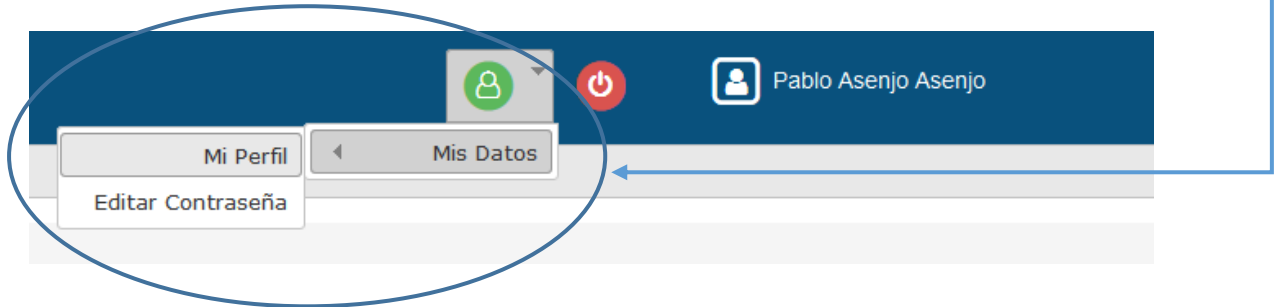 Pablo Asenjo Asenjo
Mi Perfil
Mis Datos
Editar Contraseña